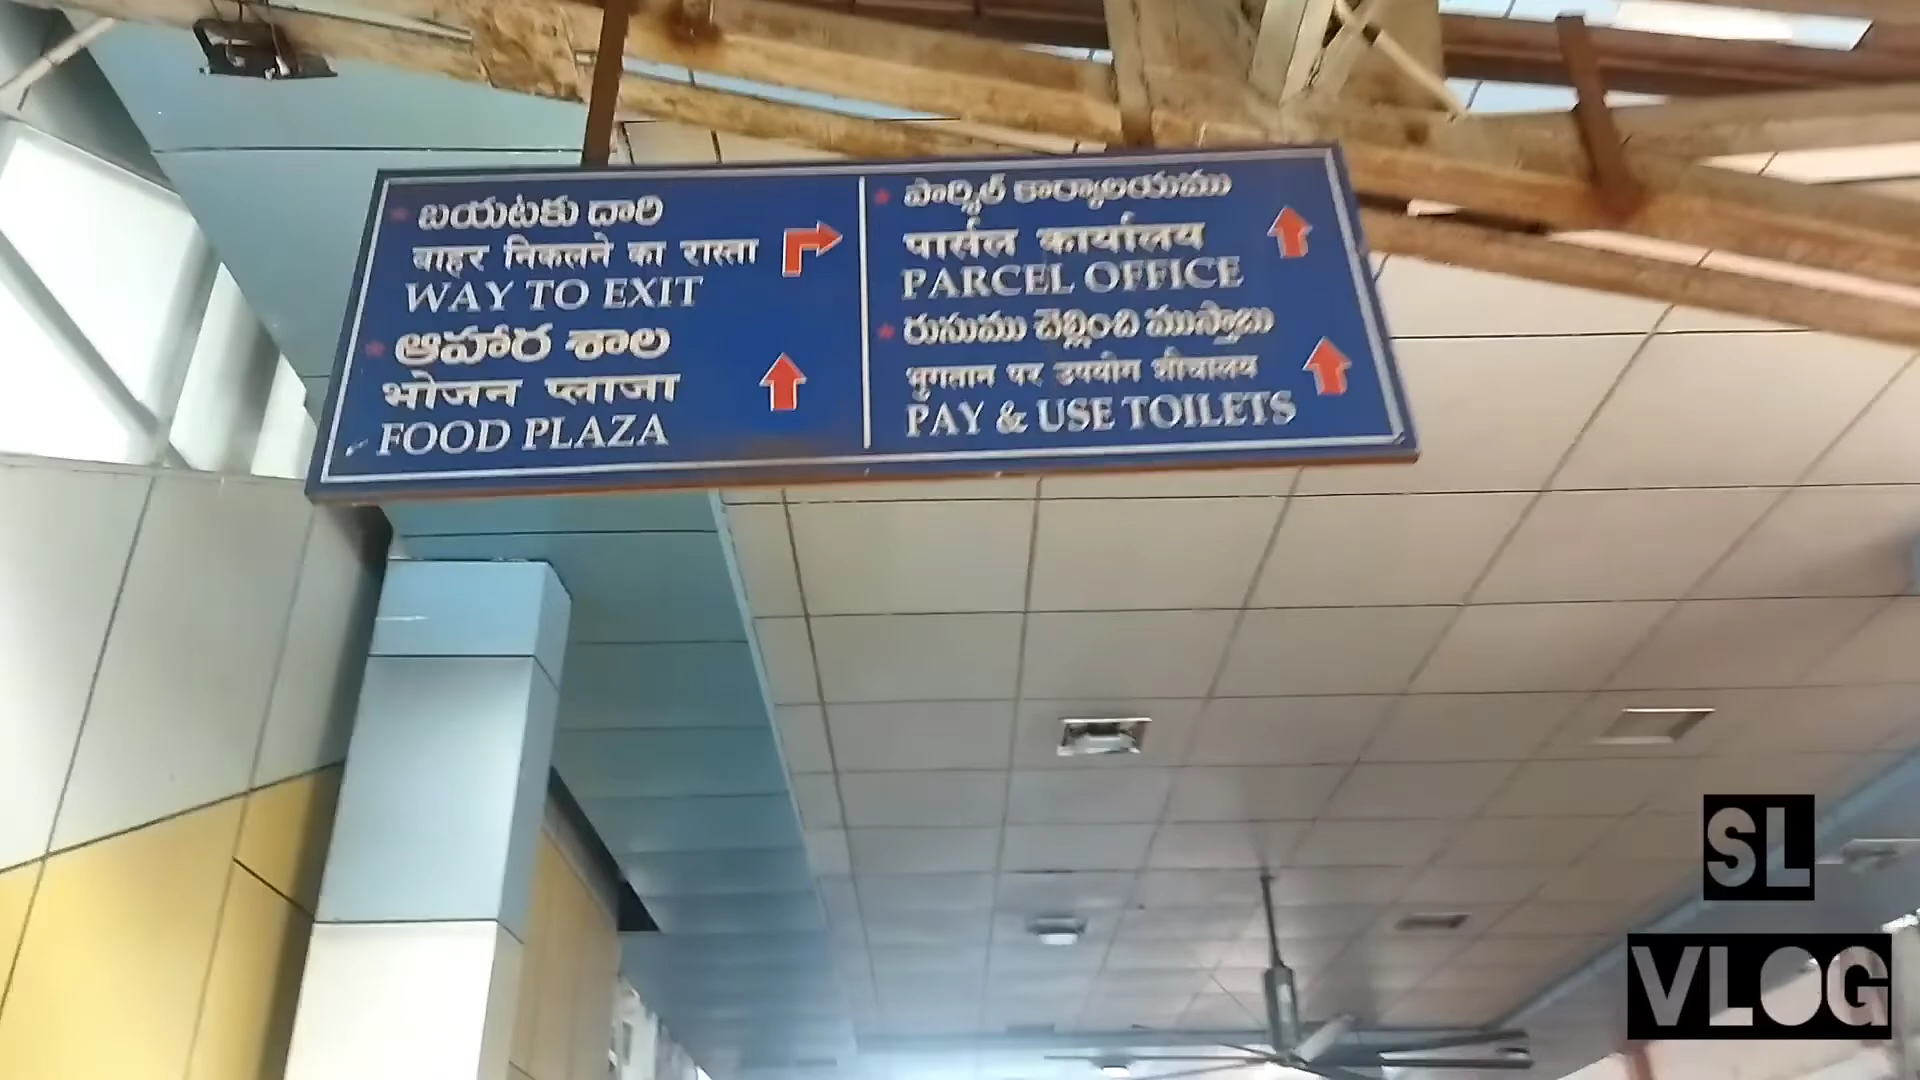 బయటకు దారి
बाहर निकलने का रास्ता
WAY TO EXIT
ఆహార శాల
भोजन प्लाजा
FOOD PLAZA
పార్శిల్ కార్యాలయము
पार्सल कार्यालय
PARCEL OFFICE
రుసుము చెల్లించి
भुगतान पर उपयोग शौचालय
PAY & USE TOILETS
SL
VLOG